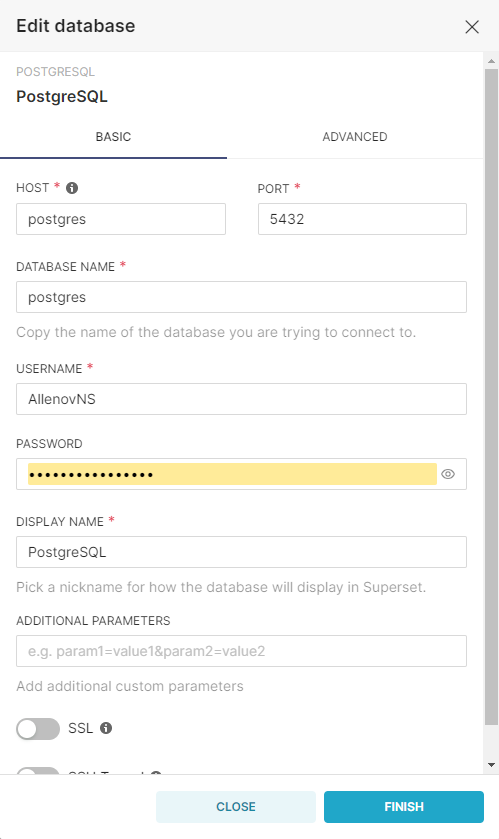 Edit database
POSTGRESQL
PostgreSQL
BASIC ADVANCED
HOST * PORT *
postgres 5432
DATABASE NAME *
postgres
Copy the name of the database you are trying to connect to.
USERNAME *
AllenovNS
PASSWORD
••••••••••••••••
DISPLAY NAME *
PostgreSQL
Pick a nickname for how the database will display in Superset.
ADDITIONAL PARAMETERS
e.g. param1=value1&param2=value2
Add additional custom parameters
SSL
CLOSE FINISH